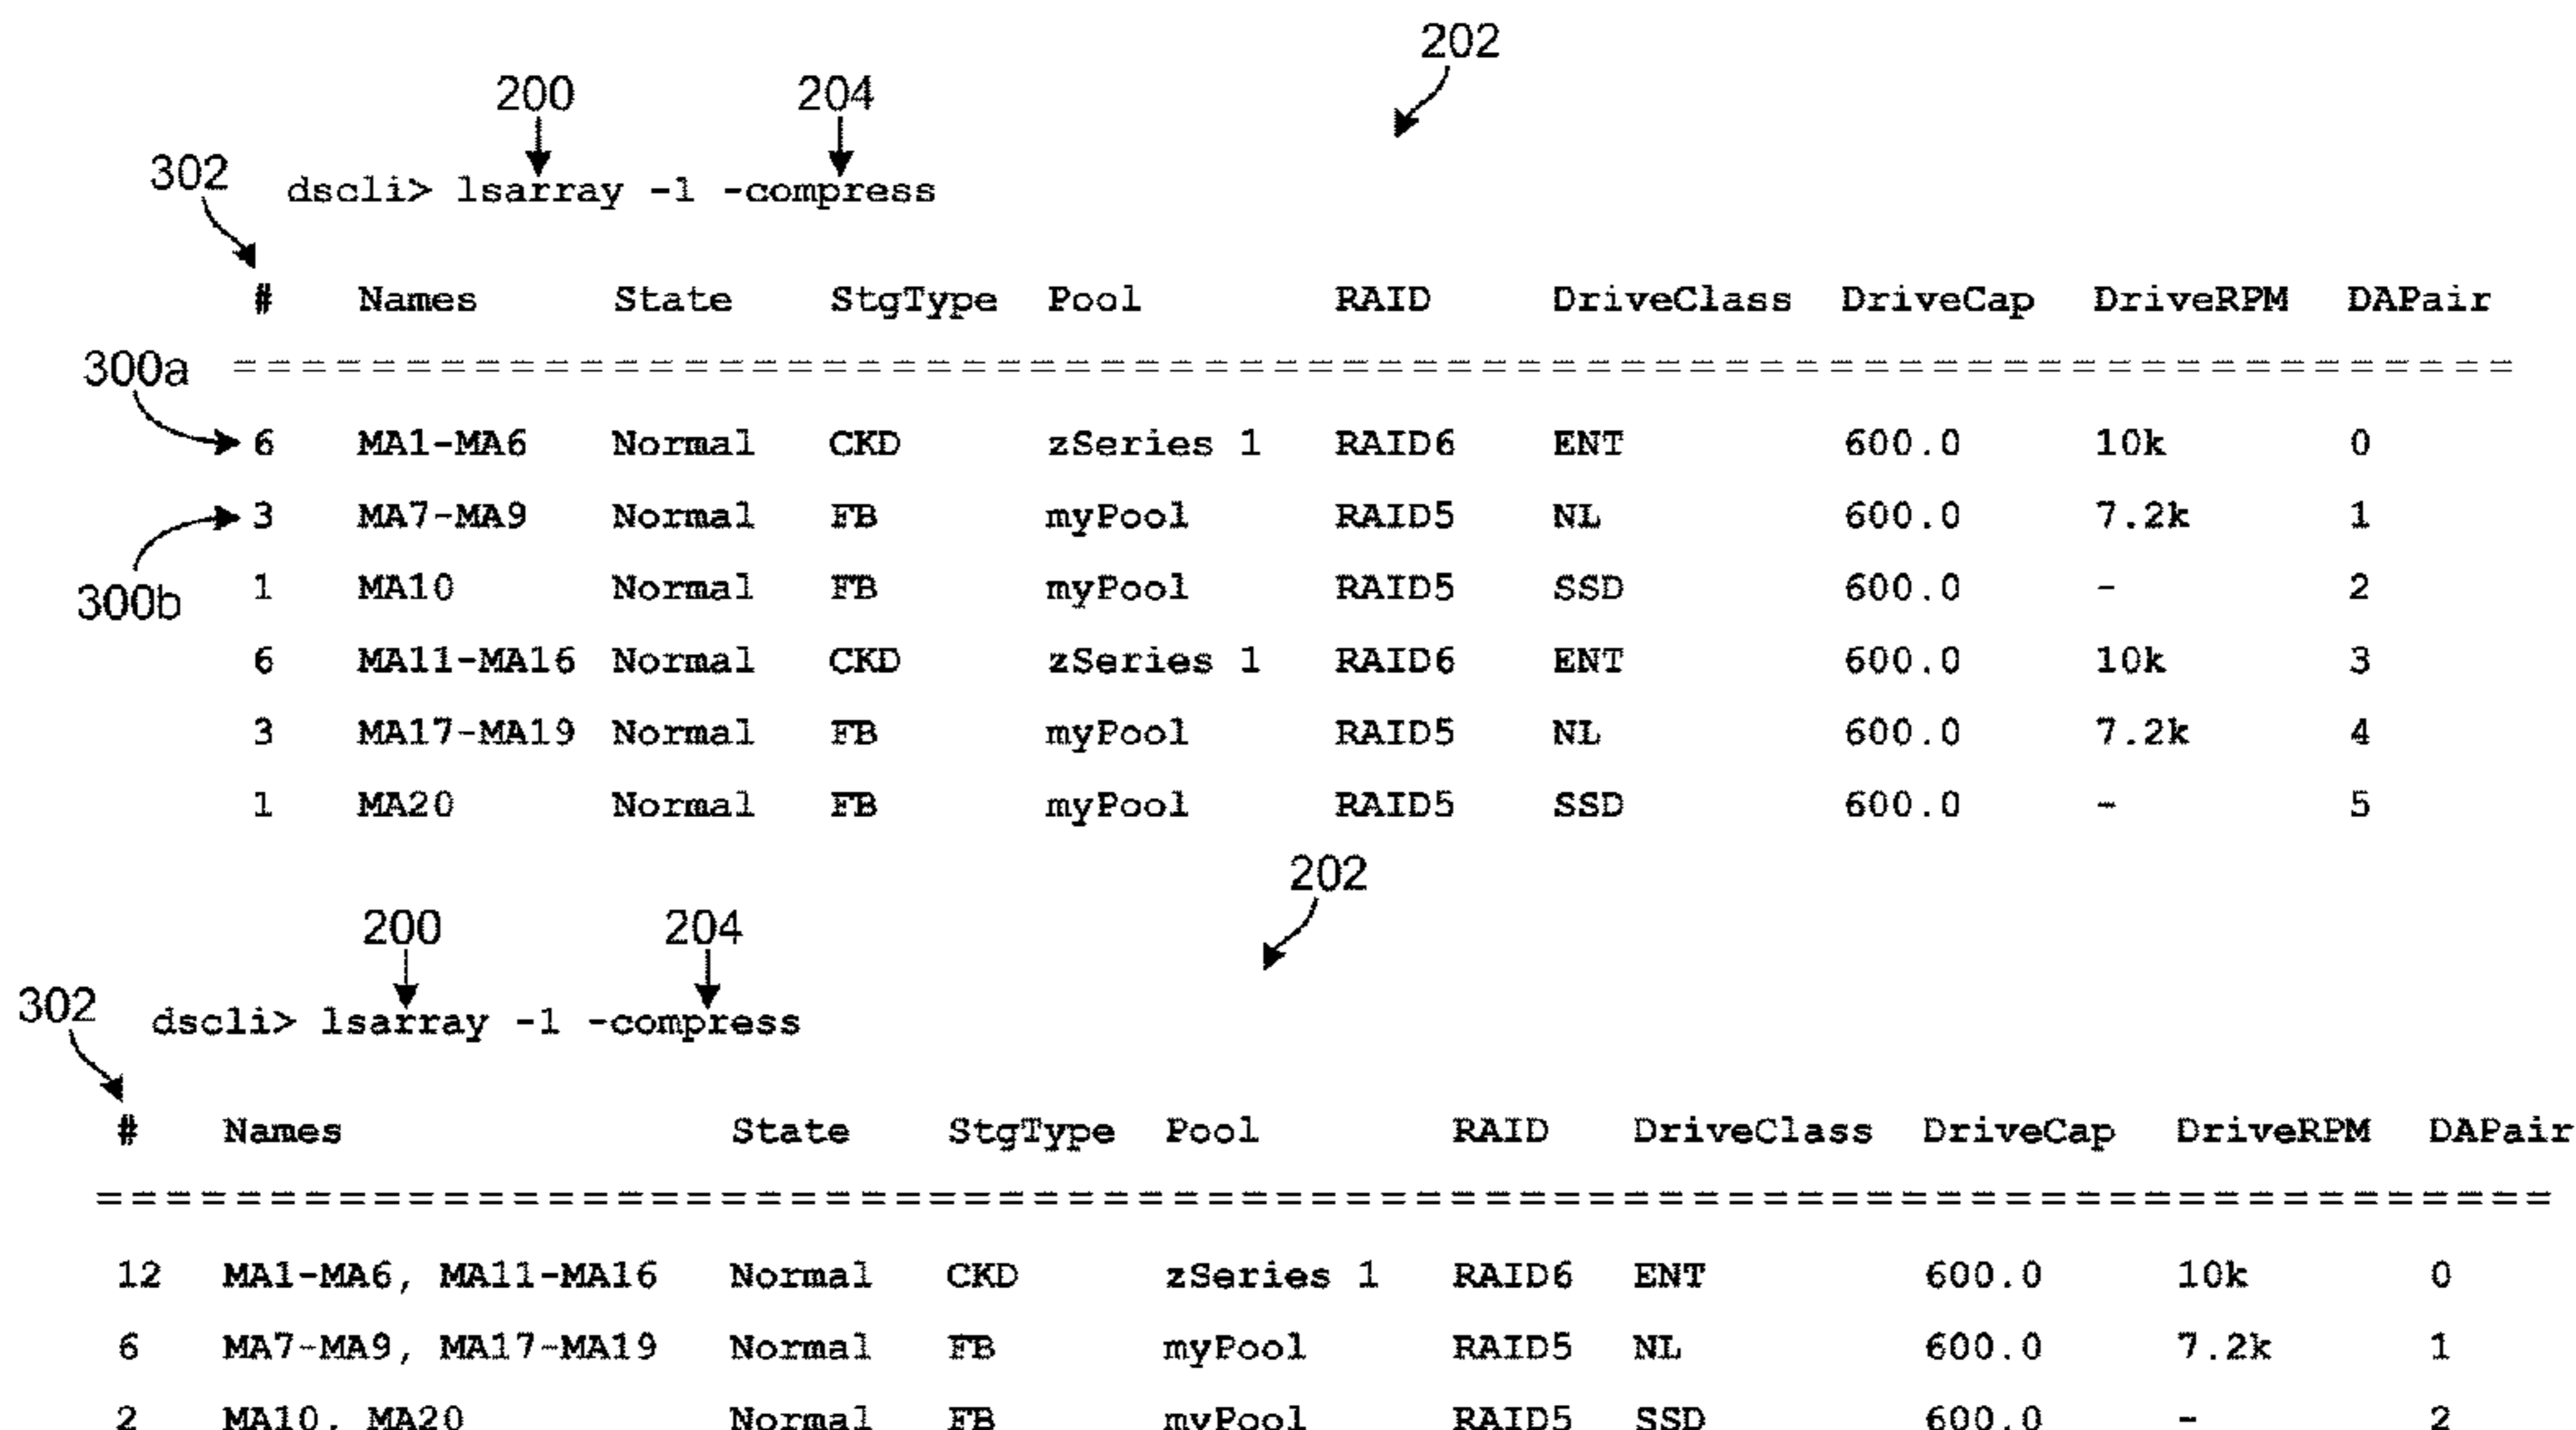 202
200 204
302 dscli> lsarray -l -compress
# Names State StgType Pool RAID DriveClass DriveCap DriveRPM DAPair
300a ==================================================================
6 MA1-MA6 Normal CKD zSeries 1 RAID6 ENT 600.0 10k 0
3 MA7-MA9 Normal FB myPool RAID5 NL 600.0 7.2k 1
300b 1 MA10 Normal FB myPool RAID5 SSD 600.0 - 2
6 MA11-MA16 Normal CKD zSeries 1 RAID6 ENT 600.0 10k 3
3 MA17-MA19 Normal FB myPool RAID5 NL 600.0 7.2k 4
1 MA20 Normal FB myPool RAID5 SSD 600.0 - 5
202
200 204
302 dscli> lsarray -l -compress
# Names State StgType Pool RAID DriveClass DriveCap DriveRPM DAPair
=======================================================================
12 MA1-MA6, MA11-MA16 Normal CKD zSeries 1 RAID6 ENT 600.0 10k 0
6 MA7-MA9, MA17-MA19 Normal FB myPool RAID5 NL 600.0 7.2k 1
2 MA10, MA20 Normal FB myPool RAID5 SSD 600.0 - 2